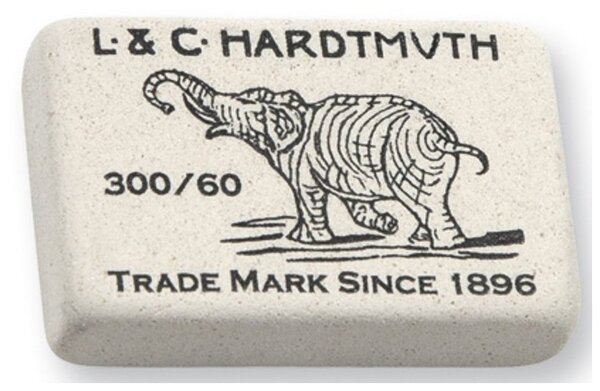 L. & C. HARDTMVTH
300/60
TRADE MARK SINCE 1896